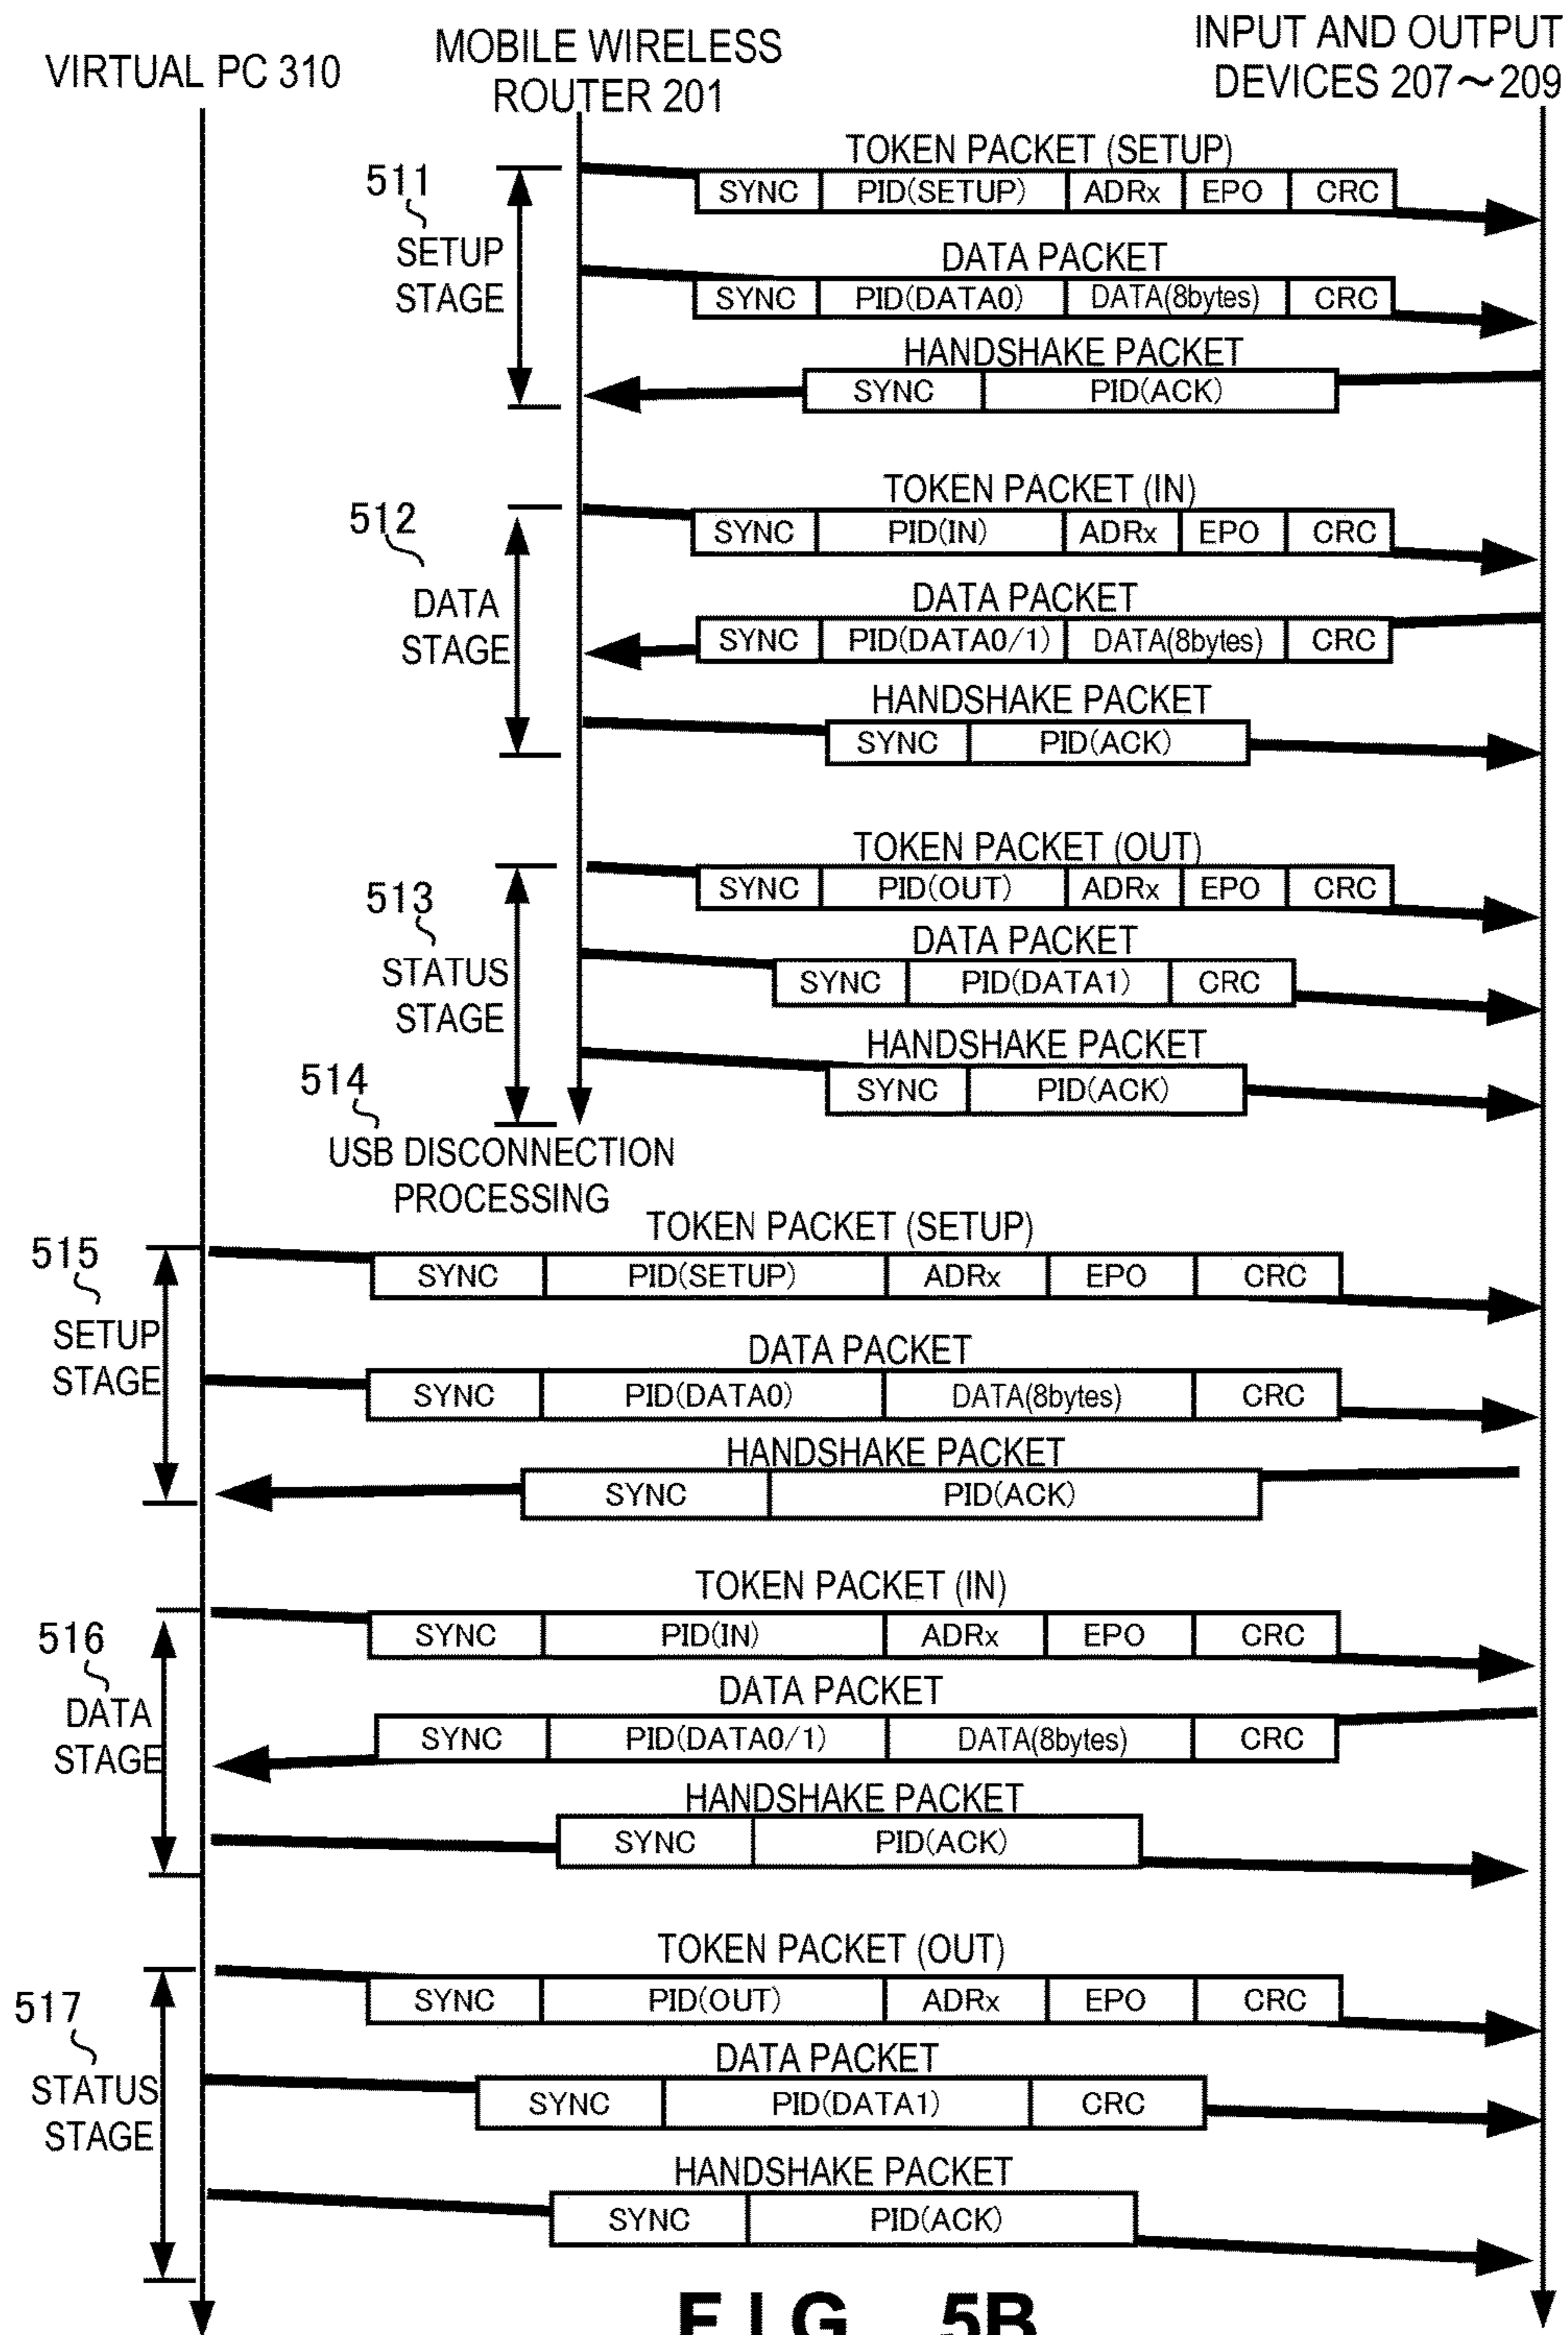 VIRTUAL PC 310
MOBILE WIRELESS
ROUTER 201
INPUT AND OUTPUT
DEVICES 207～209
511
SETUP
STAGE
TOKEN PACKET (SETUP)
SYNC PID(SETUP) ADRx EPO CRC
DATA PACKET
SYNC PID(DATA0) DATA(8bytes) CRC
HANDSHAKE PACKET
SYNC PID(ACK)
512
DATA
STAGE
TOKEN PACKET (IN)
SYNC PID(IN) ADRx EPO CRC
DATA PACKET
SYNC PID(DATA0/1) DATA(8bytes) CRC
HANDSHAKE PACKET
SYNC PID(ACK)
513
STATUS
STAGE
TOKEN PACKET (OUT)
SYNC PID(OUT) ADRx EPO CRC
DATA PACKET
SYNC PID(DATA1) CRC
HANDSHAKE PACKET
SYNC PID(ACK)
514
USB DISCONNECTION
PROCESSING
515
SETUP
STAGE
TOKEN PACKET (SETUP)
SYNC PID(SETUP) ADRx EPO CRC
DATA PACKET
SYNC PID(DATA0) DATA(8bytes) CRC
HANDSHAKE PACKET
SYNC PID(ACK)
516
DATA
STAGE
TOKEN PACKET (IN)
SYNC PID(IN) ADRx EPO CRC
DATA PACKET
SYNC PID(DATA0/1) DATA(8bytes) CRC
HANDSHAKE PACKET
SYNC PID(ACK)
517
STATUS
STAGE
TOKEN PACKET (OUT)
SYNC PID(OUT) ADRx EPO CRC
DATA PACKET
SYNC PID(DATA1) CRC
HANDSHAKE PACKET
SYNC PID(ACK)
FIG. 5B